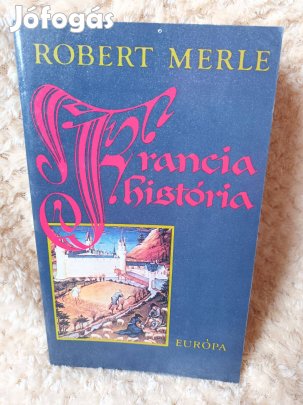 Jófogás
ROBERT MERLE
Francia
história
EURÓPA